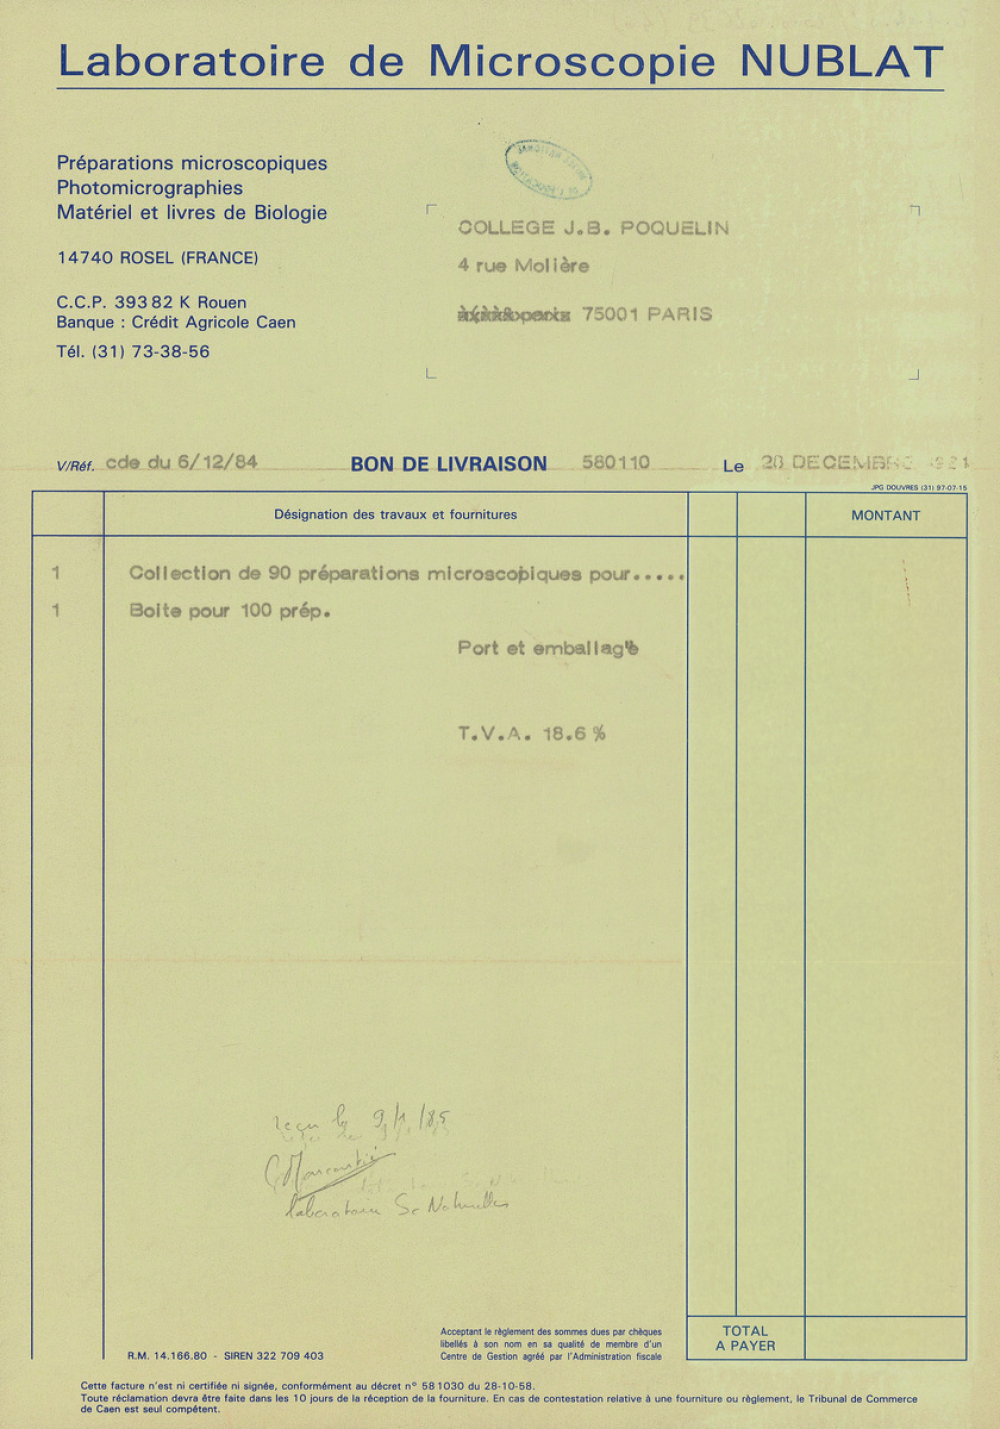 Laboratoire de Microscopie NUBLAT
Préparations microscopiques
Photomicrographies
Matériel et livres de Biologie
14740 ROSEL (FRANCE)
C.C.P. 393 82 K Rouen
Banque : Crédit Agricole Caen
Tél. (31) 73-38-56
COLLEGE J.B. POQUELIN
4 rue Molière
75001 PARIS
V/Réf. cde du 6/12/84 BON DE LIVRAISON 580110 Le 28 DECEMBRE
JPG DOUVRES (31) 97-07-15
Désignation des travaux et fournitures MONTANT
1 Collection de 90 préparations microscopiques pour.....
1 Boite pour 100 prép.
Port et emballage
T.V.A. 18.6 %
reçu le 9/1/85
laboratoire Sc Naturelles
Acceptant le règlement des sommes dues par chèques
libellés à son nom en sa qualité de membre d'un
Centre de Gestion agréé par l'Administration fiscale
TOTAL
A PAYER
R.M. 14.166.80 - SIREN 322 709 403
Cette facture n'est ni certifiée ni signée, conformément au décret n° 58 1030 du 28-10-58.
Toute réclamation devra être faite dans les 10 jours de la réception de la fourniture. En cas de contestation relative à une fourniture ou règlement, le Tribunal de Commerce
de Caen est seul compétent.